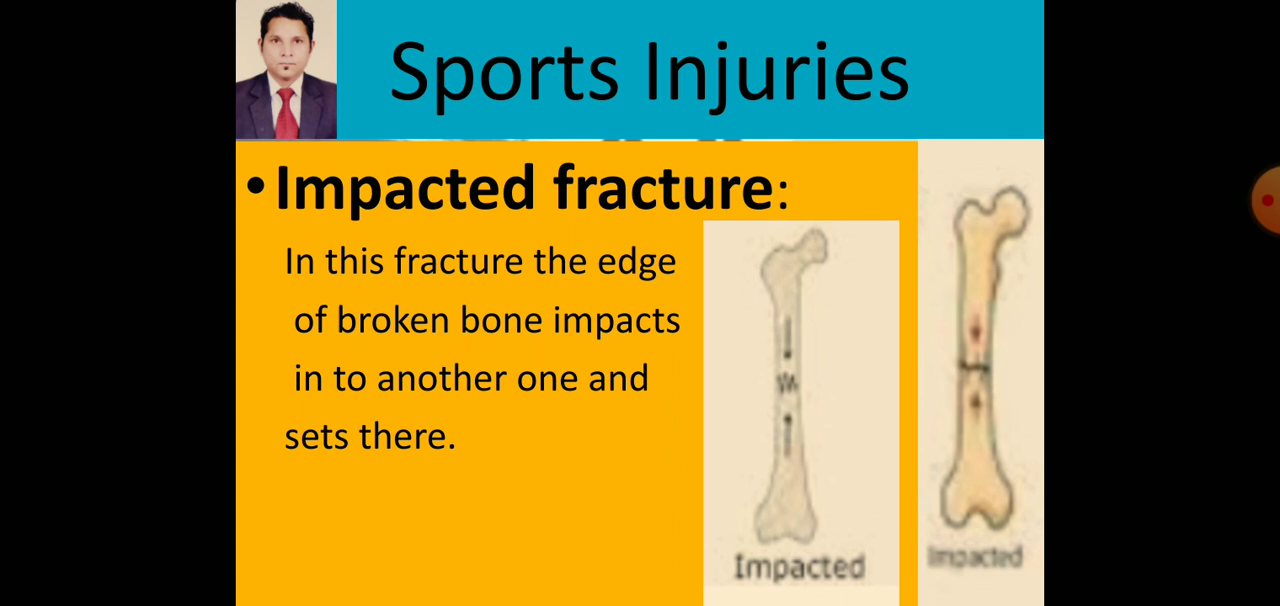 Sports Injuries
• Impacted fracture:
In this fracture the edge
of broken bone impacts
in to another one and
sets there.
Impacted
Impacted